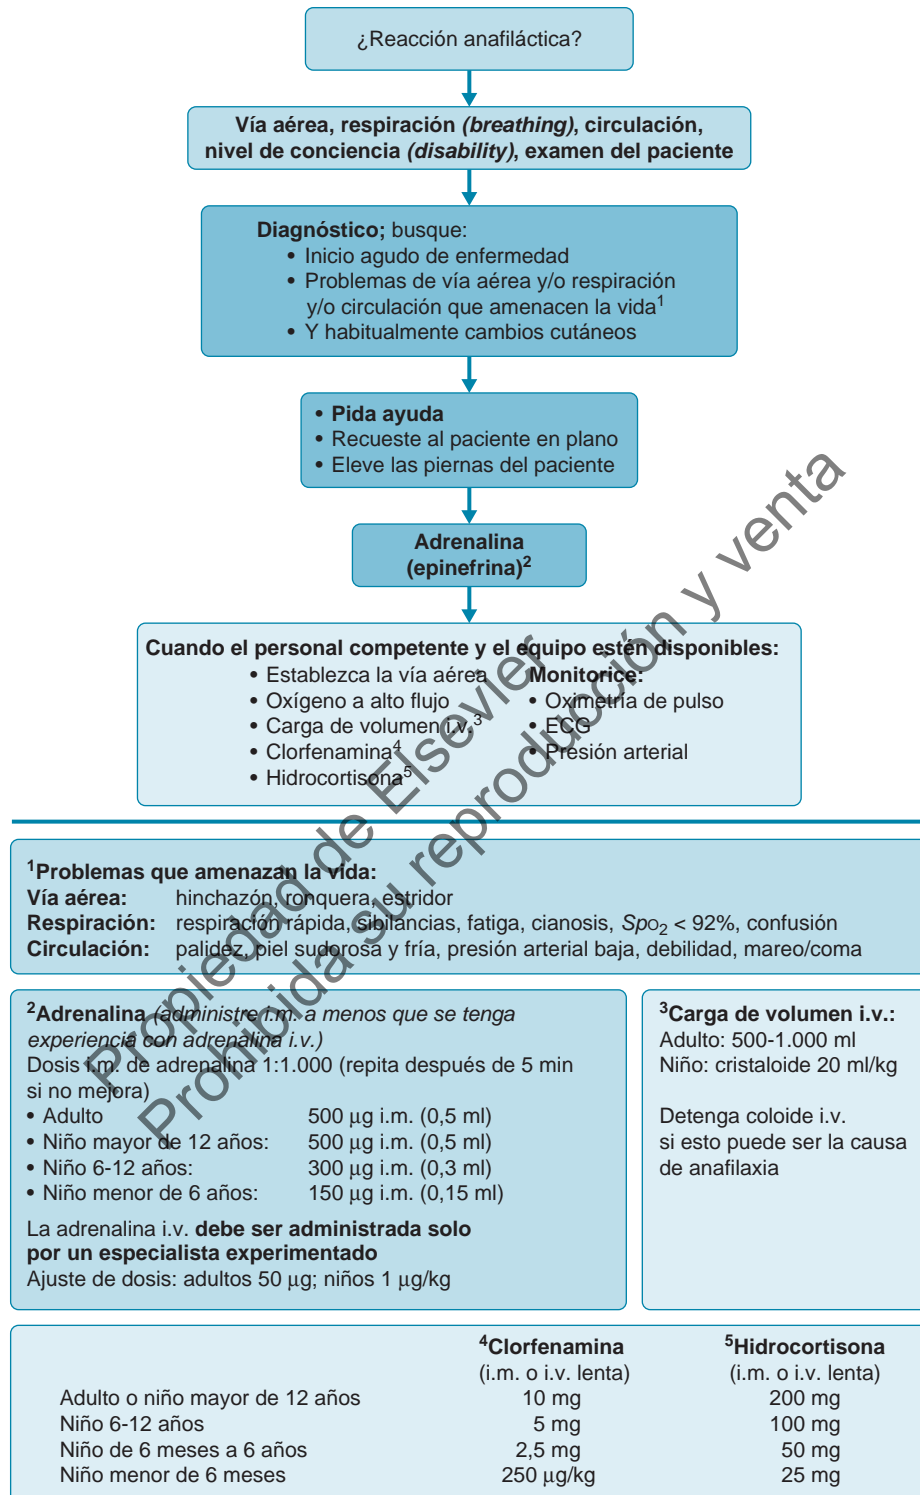 ¿Reacción anafiláctica?
Vía aérea, respiración (breathing), circulación,
nivel de conciencia (disability), examen del paciente
Diagnóstico; busque:
• Inicio agudo de enfermedad
• Problemas de vía aérea y/o respiración
y/o circulación que amenacen la vida1
• Y habitualmente cambios cutáneos
• Pida ayuda
• Recueste al paciente en plano
• Eleve las piernas del paciente
Adrenalina
(epinefrina)2
Cuando el personal competente y el equipo estén disponibles:
• Establezca la vía aérea
• Oxígeno a alto flujo
• Carga de volumen i.v.3
• Clorfenamina4
• Hidrocortisona5
Monitorice:
• Oximetría de pulso
• ECG
• Presión arterial
1Problemas que amenazan la vida:
Vía aérea: hinchazón, ronquera, estridor
Respiración: respiración rápida, sibilancias, fatiga, cianosis, SpO2 < 92%, confusión
Circulación: palidez, piel sudorosa y fría, presión arterial baja, debilidad, mareo/coma
2Adrenalina (administre i.m. a menos que se tenga
experiencia con adrenalina i.v.)
Dosis i.m. de adrenalina 1:1.000 (repita después de 5 min
si no mejora)
• Adulto 500 μg i.m. (0,5 ml)
• Niño mayor de 12 años: 500 μg i.m. (0,5 ml)
• Niño 6-12 años: 300 μg i.m. (0,3 ml)
• Niño menor de 6 años: 150 μg i.m. (0,15 ml)
La adrenalina i.v. debe ser administrada solo
por un especialista experimentado
Ajuste de dosis: adultos 50 μg; niños 1 μg/kg
3Carga de volumen i.v.:
Adulto: 500-1.000 ml
Niño: cristaloide 20 ml/kg
Detenga coloide i.v.
si esto puede ser la causa
de anafilaxia
4Clorfenamina 5Hidrocortisona
(i.m. o i.v. lenta) (i.m. o i.v. lenta)
Adulto o niño mayor de 12 años 10 mg 200 mg
Niño 6-12 años 5 mg 100 mg
Niño de 6 meses a 6 años 2,5 mg 50 mg
Niño menor de 6 meses 250 μg/kg 25 mg
Propiedad de Elsevier
Prohibida su reproducción y venta